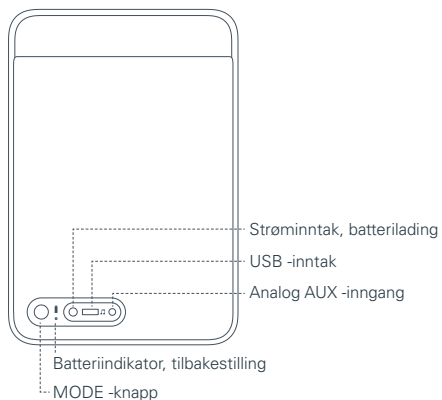 Strøminntak, batterilading
USB -inntak
Analog AUX -inngang
Batteriindikator, tilbakestilling
MODE -knapp